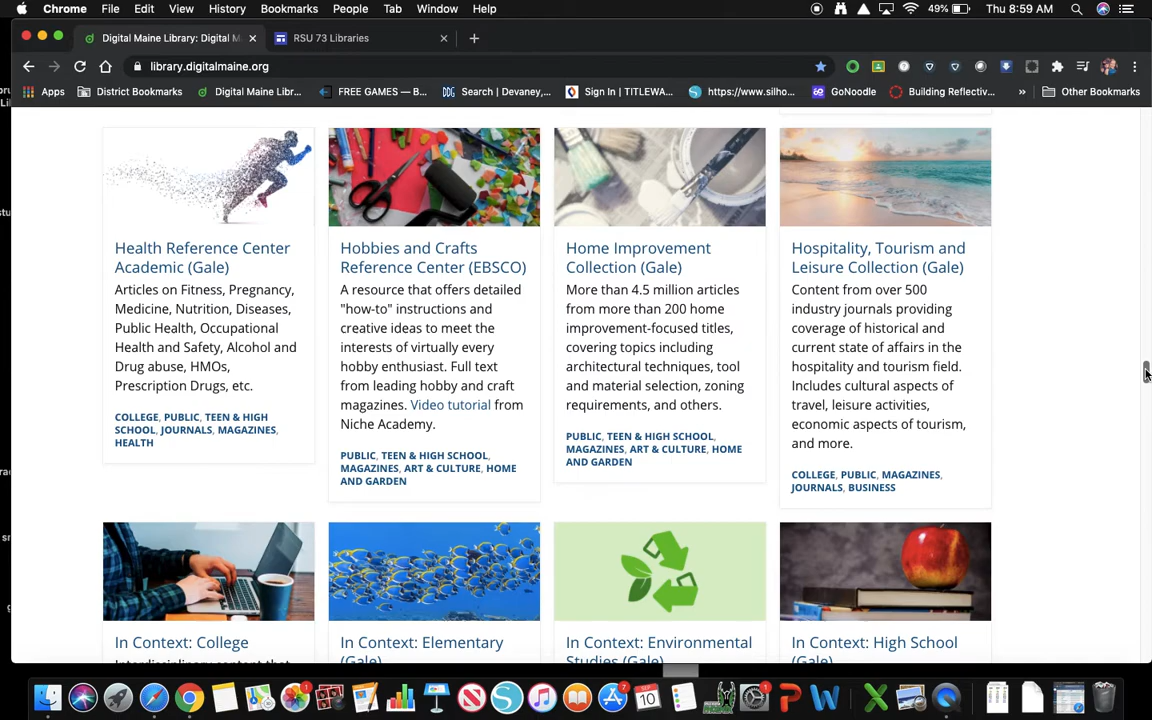 Chrome File Edit View History Bookmarks People Tab Window Help 49% Thu 8:59 AM
Digital Maine Library: Digital M RSU 73 Libraries
library.digitalmaine.org
Apps District Bookmarks Digital Maine Libr... FREE GAMES — B... Search | Devaney,... Sign In | TITLEWA... https://www.silho... GoNoodle Building Reflectiv... » Other Bookmarks
Health Reference Center
Academic (Gale)
Articles on Fitness, Pregnancy,
Medicine, Nutrition, Diseases,
Public Health, Occupational
Health and Safety, Alcohol and
Drug abuse, HMOs,
Prescription Drugs, etc.
COLLEGE, PUBLIC, TEEN & HIGH
SCHOOL, JOURNALS, MAGAZINES,
HEALTH
Hobbies and Crafts
Reference Center (EBSCO)
A resource that offers detailed
"how-to" instructions and
creative ideas to meet the
interests of virtually every
hobby enthusiast. Full text
from leading hobby and craft
magazines. Video tutorial from
Niche Academy.
PUBLIC, TEEN & HIGH SCHOOL,
MAGAZINES, ART & CULTURE, HOME
AND GARDEN
Home Improvement
Collection (Gale)
More than 4.5 million articles
from more than 200 home
improvement-focused titles,
covering topics including
architectural techniques, tool
and material selection, zoning
requirements, and others.
PUBLIC, TEEN & HIGH SCHOOL,
MAGAZINES, ART & CULTURE, HOME
AND GARDEN
Hospitality, Tourism and
Leisure Collection (Gale)
Content from over 500
industry journals providing
coverage of historical and
current state of affairs in the
hospitality and tourism field.
Includes cultural aspects of
travel, leisure activities,
economic aspects of tourism,
and more.
COLLEGE, PUBLIC, MAGAZINES,
JOURNALS, BUSINESS
In Context: College
Interdisciplinary content that
In Context: Elementary
(Gale)
In Context: Environmental
Studies (Gale)
In Context: High School
(Gale)
SEP
10